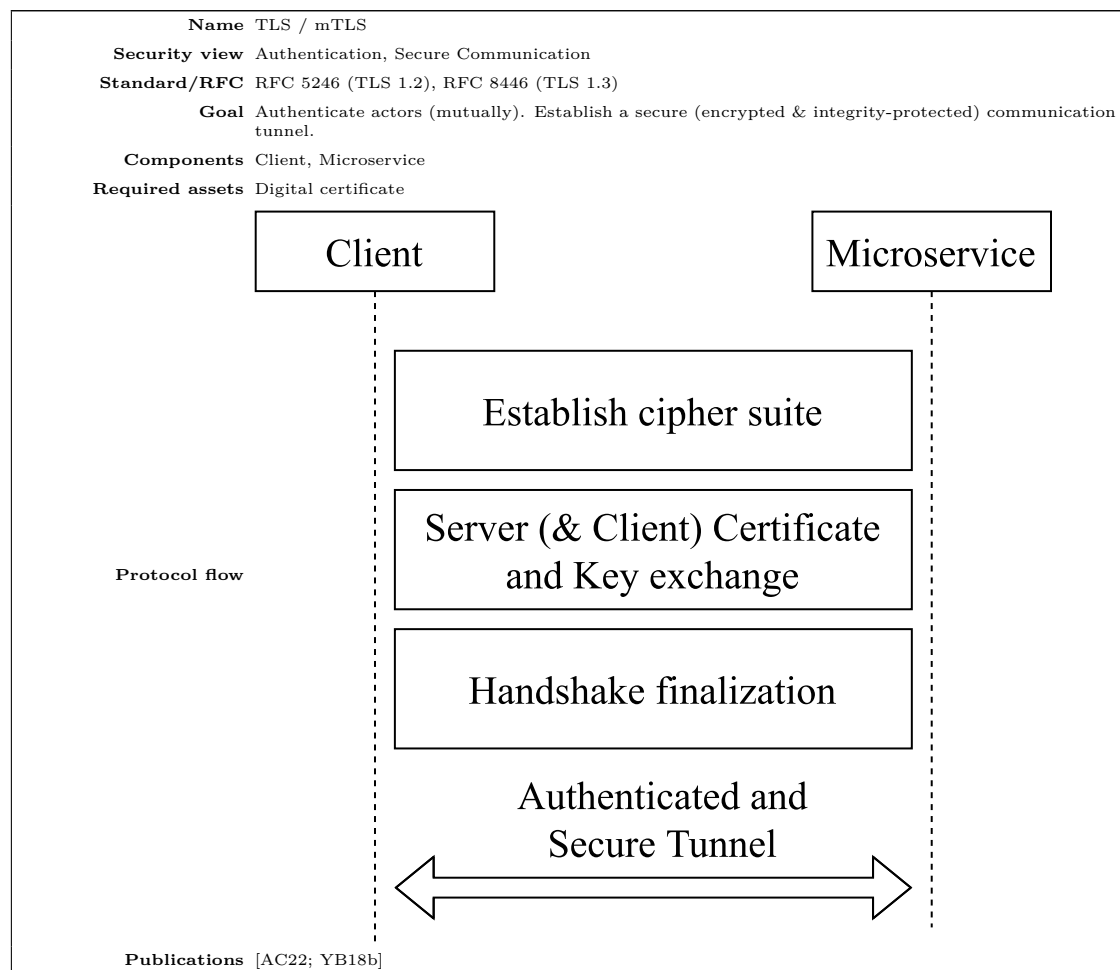 Name TLS / mTLS
Security view Authentication, Secure Communication
Standard/RFC RFC 5246 (TLS 1.2), RFC 8446 (TLS 1.3)
Goal Authenticate actors (mutually). Establish a secure (encrypted & integrity-protected) communication
tunnel.
Components Client, Microservice
Required assets Digital certificate
Client Microservice
Establish cipher suite
Server (& Client) Certificate
and Key exchange
Protocol flow
Handshake finalization
Authenticated and
Secure Tunnel
Publications [AC22; YB18b]